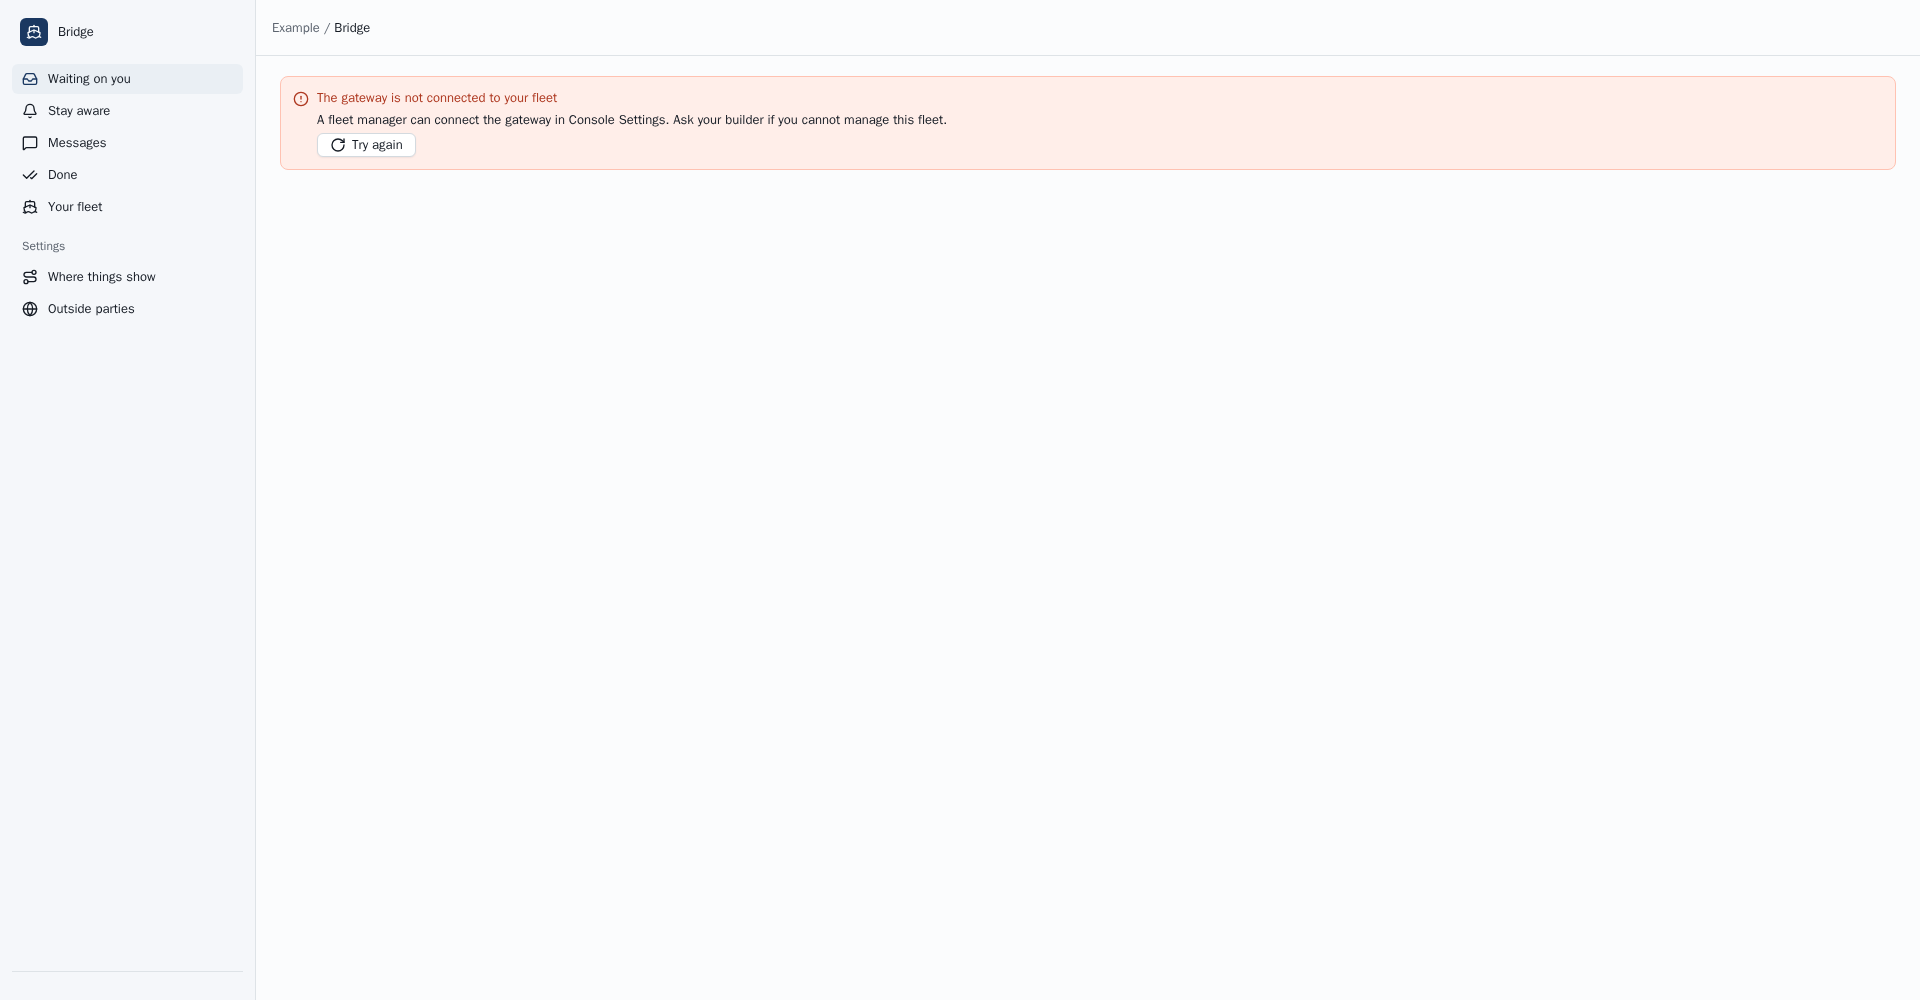 Bridge
Waiting on you
Stay aware
Messages
Done
Your fleet
Settings
Where things show
Outside parties
Example / Bridge
The gateway is not connected to your fleet
A fleet manager can connect the gateway in Console Settings. Ask your builder if you cannot manage this fleet.
Try again